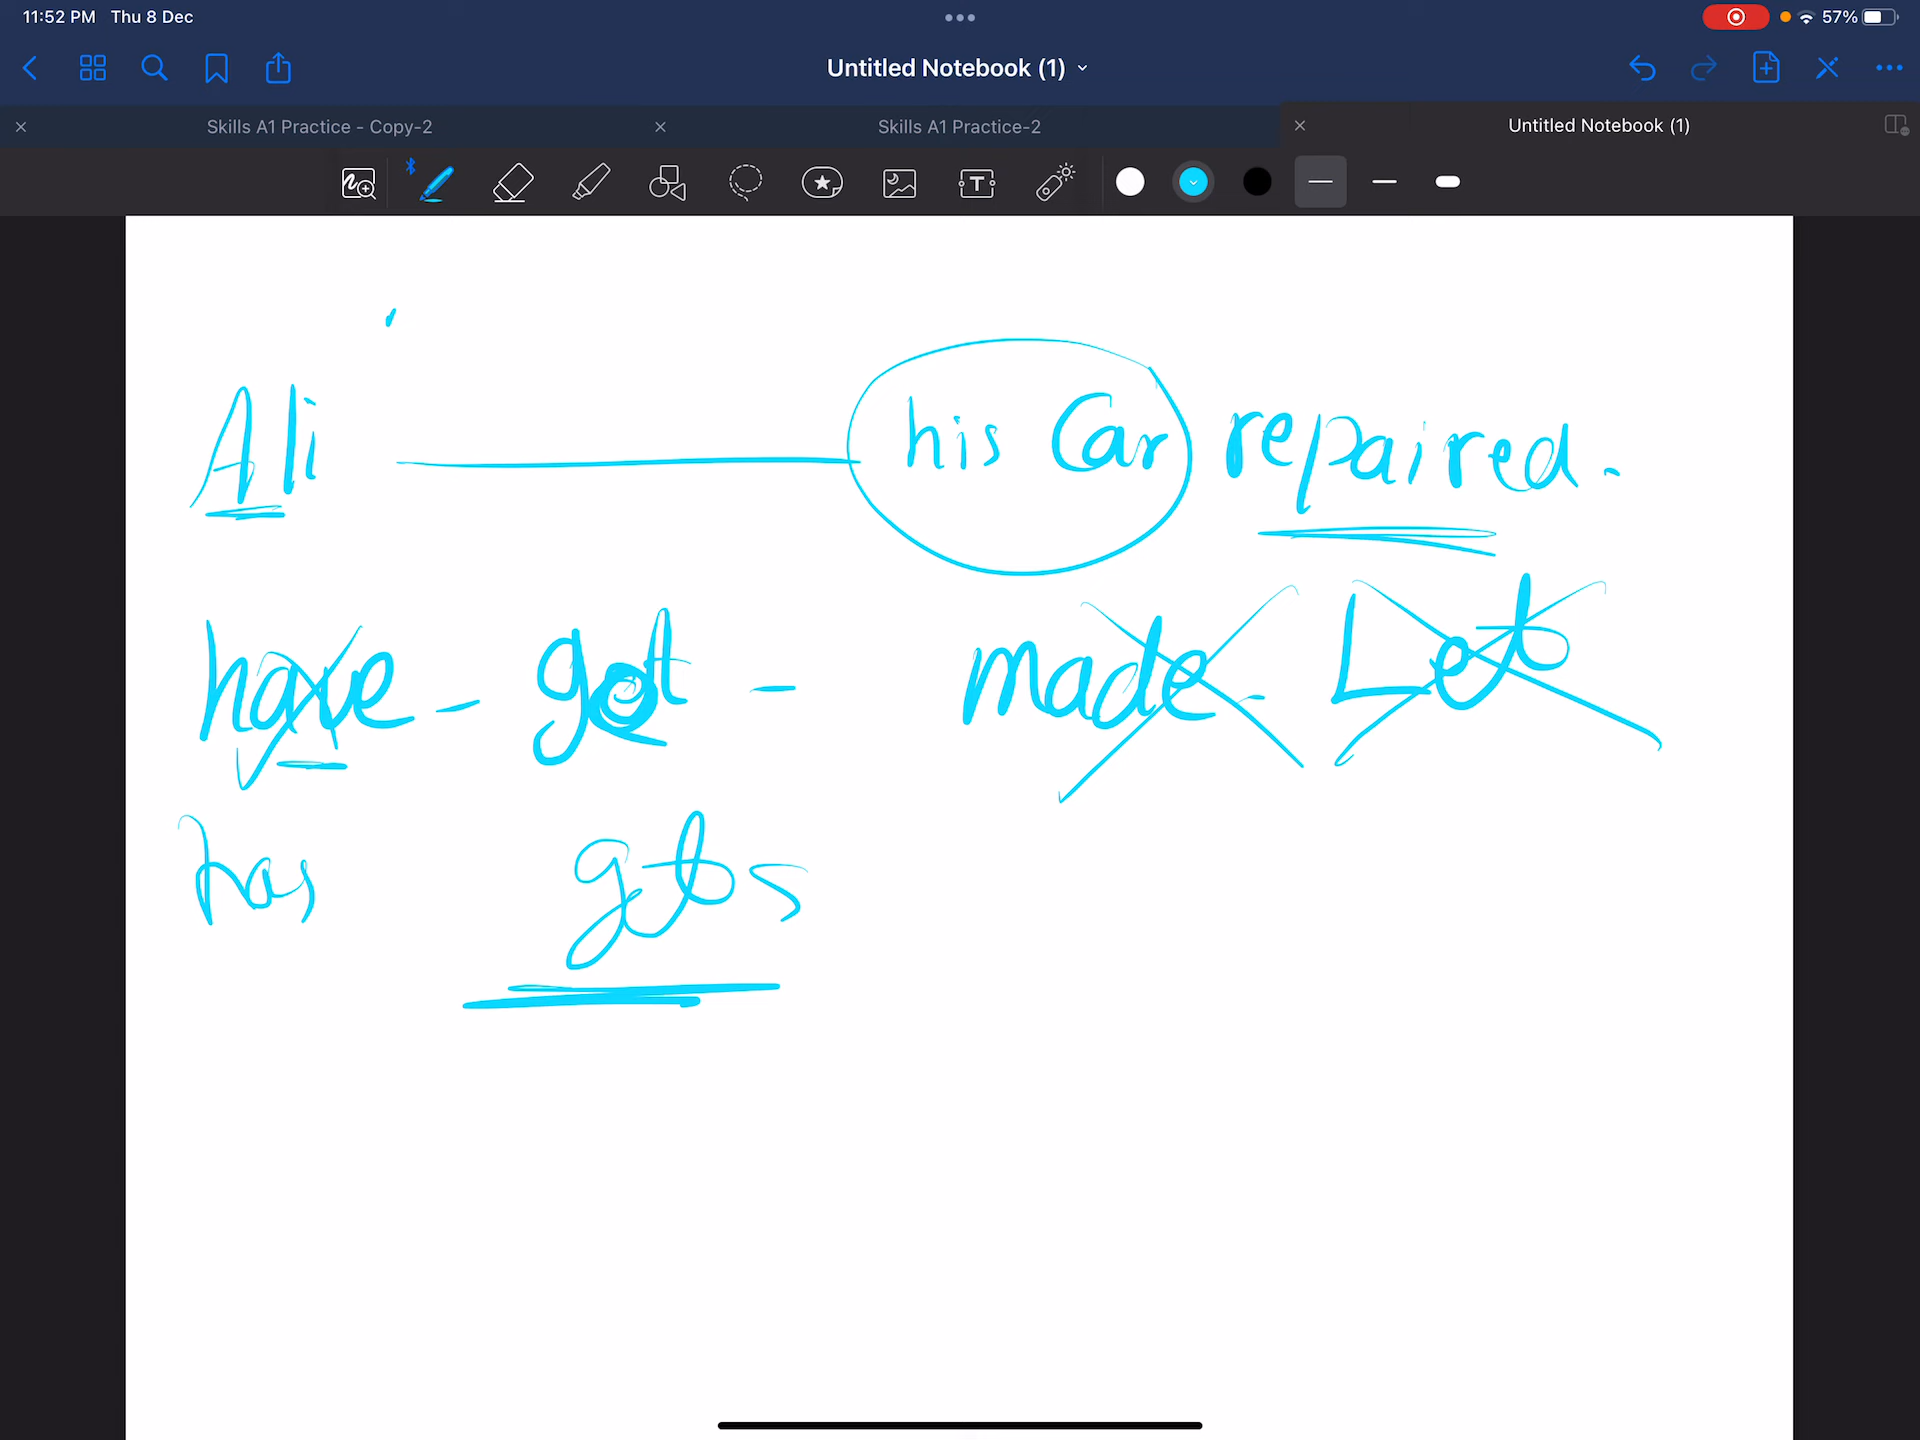 11:52 PM Thu 8 Dec 57%
Untitled Notebook (1)
Skills A1 Practice - Copy-2 Skills A1 Practice-2 Untitled Notebook (1)
Ali his Car repaired.
have - got - made - Let
has gets